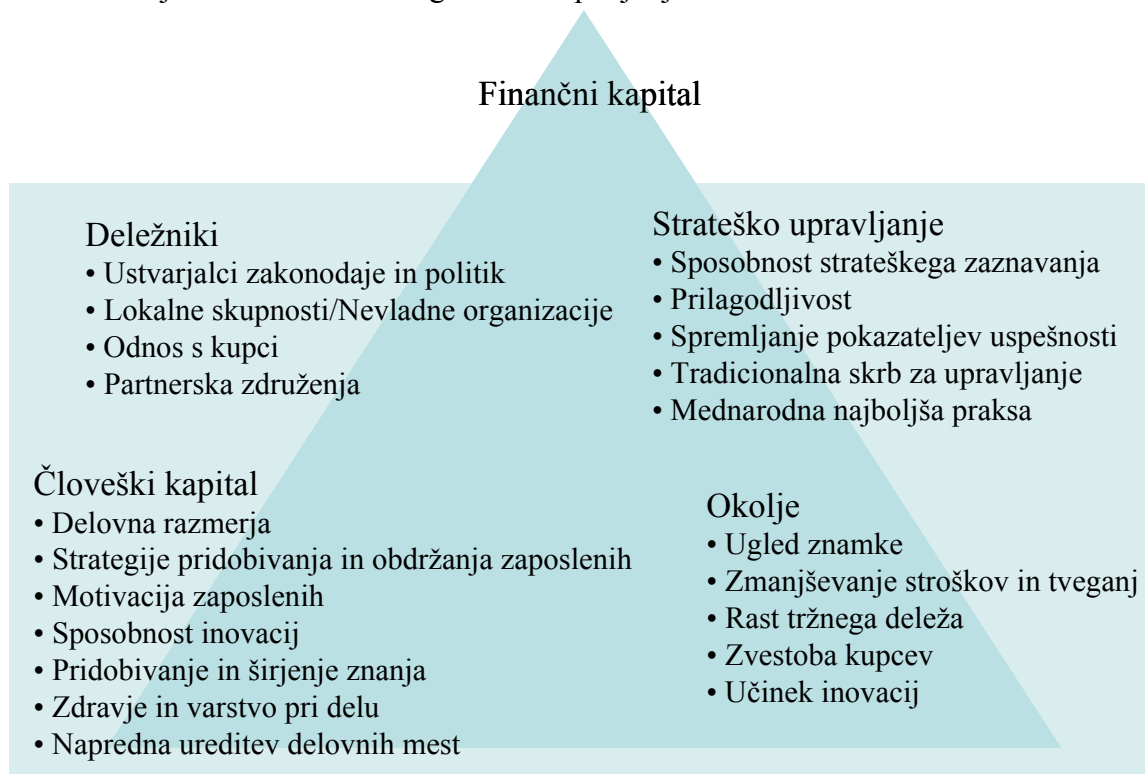 Finančni kapital
Deležniki
• Ustvarjalci zakonodaje in politik
• Lokalne skupnosti/Nevladne organizacije
• Odnos s kupci
• Partnerska združenja
Strateško upravljanje
• Sposobnost strateškega zaznavanja
• Prilagodljivost
• Spremljanje pokazateljev uspešnosti
• Tradicionalna skrb za upravljanje
• Mednarodna najboljša praksa
Človeški kapital
• Delovna razmerja
• Strategije pridobivanja in obdržanja zaposlenih
• Motivacija zaposlenih
• Sposobnost inovacij
• Pridobivanje in širjenje znanja
• Zdravje in varstvo pri delu
• Napredna ureditev delovnih mest
Okolje
• Ugled znamke
• Zmanjševanje stroškov in tveganj
• Rast tržnega deleža
• Zvestoba kupcev
• Učinek inovacij